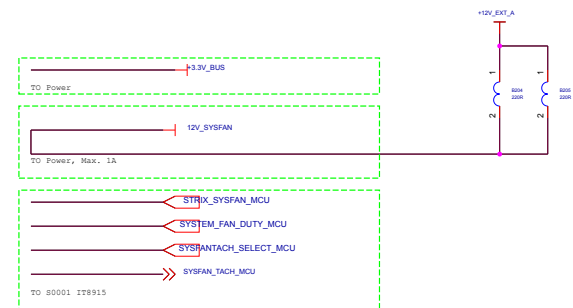 +12V_EXT_A
+3.3V_BUS
TO Power
1
1
B204
220R
B205
220R
2
2
12V_SYSFAN
TO Power, Max. 1A
STRIX_SYSFAN_MCU
SYSTEM_FAN_DUTY_MCU
SYSFANTACH_SELECT_MCU
SYSFAN_TACH_MCU
TO S0001 IT8915